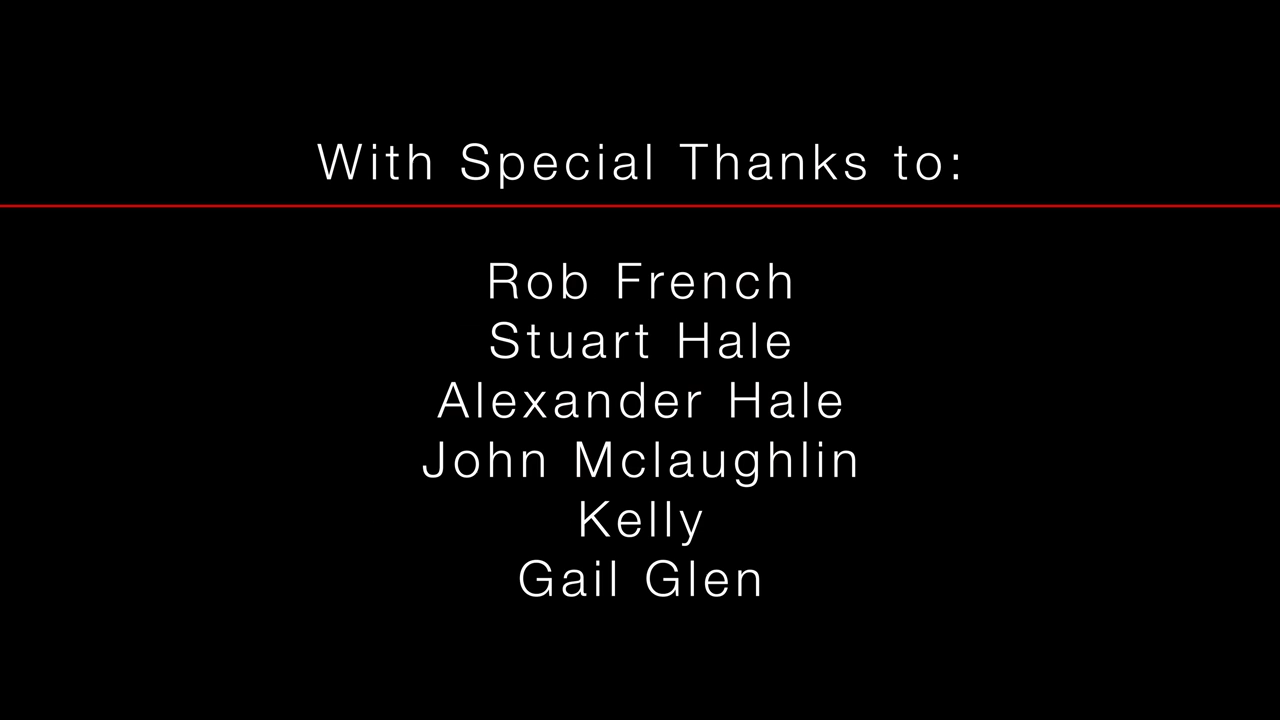 With Special Thanks to:
Rob French
Stuart Hale
Alexander Hale
John Mclaughlin
Kelly
Gail Glen